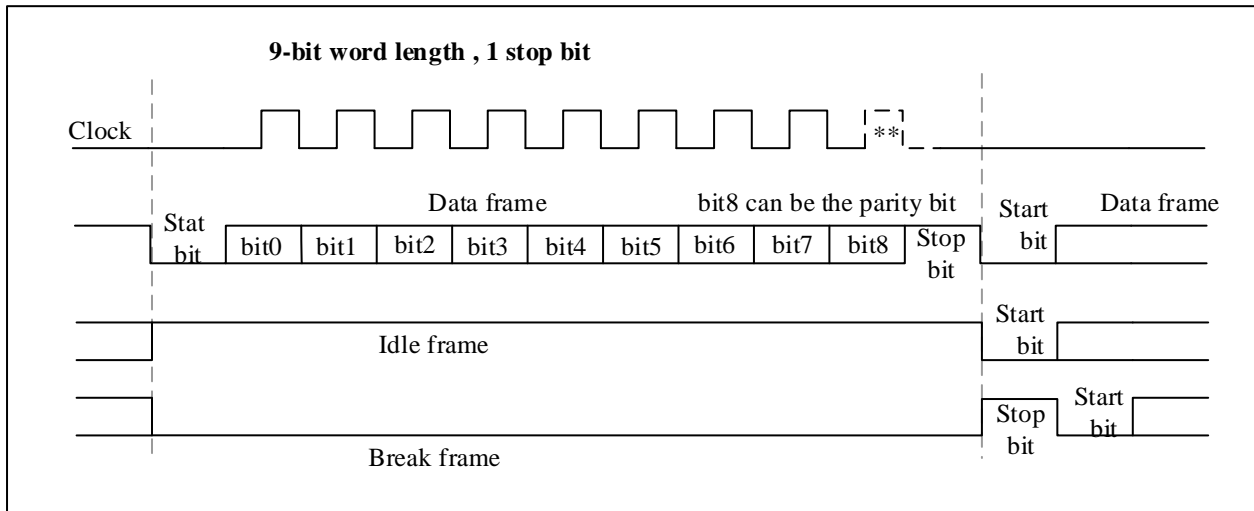 9-bit word length , 1 stop bit
Clock
**
Data frame
bit8 can be the parity bit
Data frame
Stat
bit
bit0
bit1
bit2
bit3
bit4
bit5
bit6
bit7
bit8
Stop
bit
Start
bit
Idle frame
Start
bit
Break frame
Stop
bit
Start
bit